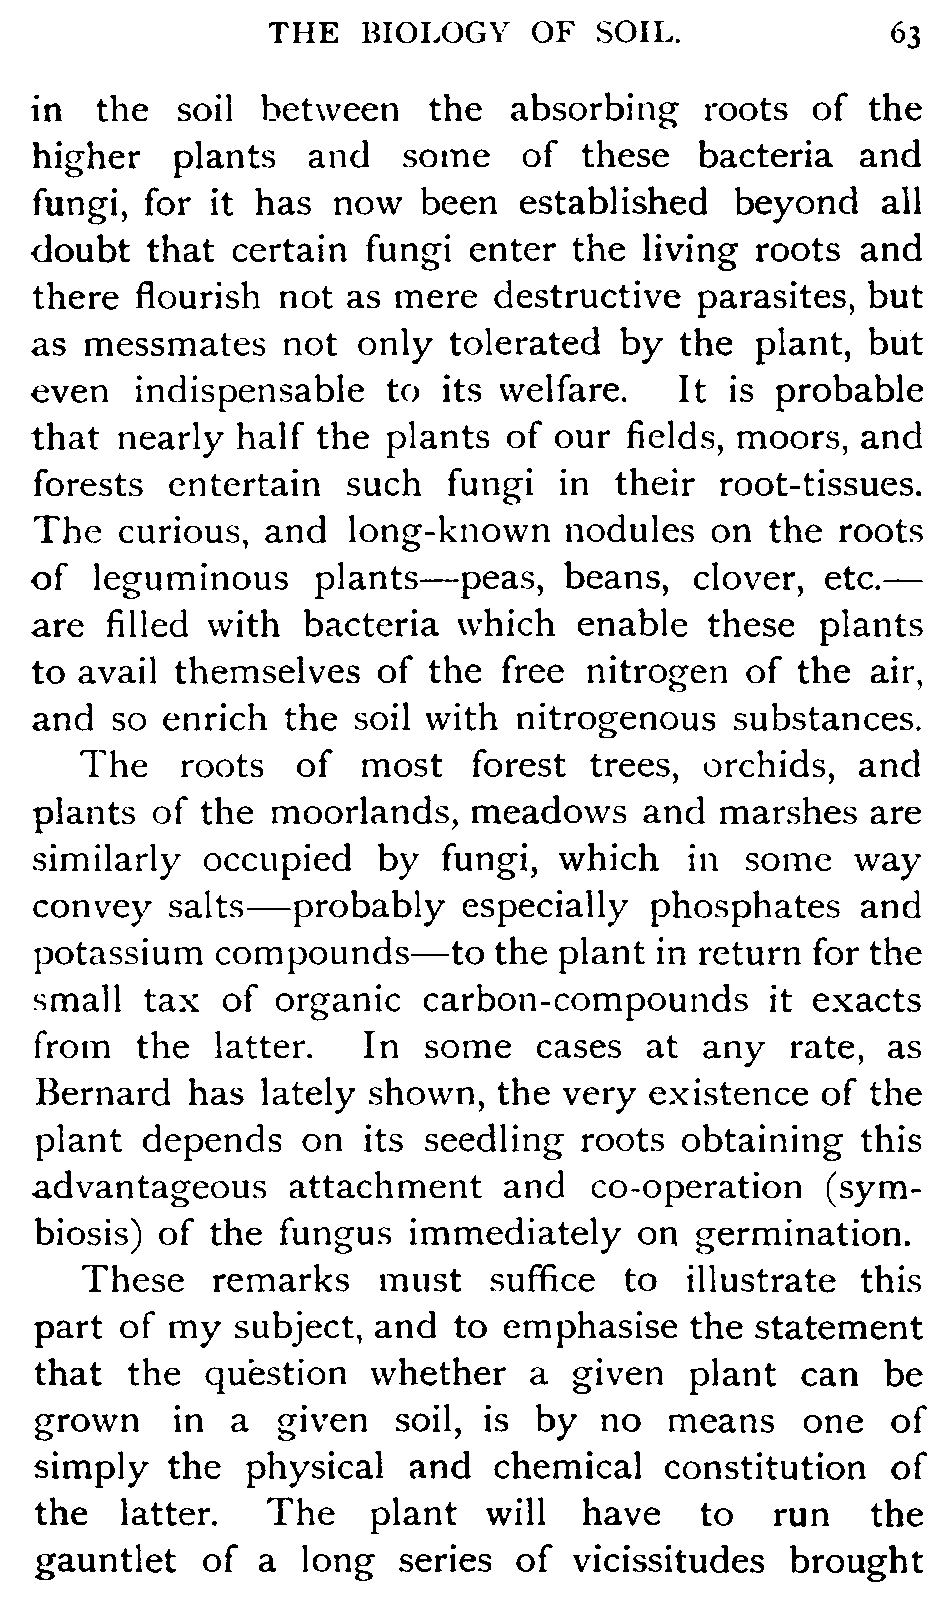 THE BIOLOGY OF SOIL. 63
in the soil between the absorbing roots of the
higher plants and some of these bacteria and
fungi, for it has now been established beyond all
doubt that certain fungi enter the living roots and
there flourish not as mere destructive parasites, but
as messmates not only tolerated by the plant, but
even indispensable to its welfare. It is probable
that nearly half the plants of our fields, moors, and
forests entertain such fungi in their root-tissues.
The curious, and long-known nodules on the roots
of leguminous plants—peas, beans, clover, etc.—
are filled with bacteria which enable these plants
to avail themselves of the free nitrogen of the air,
and so enrich the soil with nitrogenous substances.
The roots of most forest trees, orchids, and
plants of the moorlands, meadows and marshes are
similarly occupied by fungi, which in some way
convey salts—probably especially phosphates and
potassium compounds—to the plant in return for the
small tax of organic carbon-compounds it exacts
from the latter. In some cases at any rate, as
Bernard has lately shown, the very existence of the
plant depends on its seedling roots obtaining this
advantageous attachment and co-operation (sym-
biosis) of the fungus immediately on germination.
These remarks must suffice to illustrate this
part of my subject, and to emphasise the statement
that the question whether a given plant can be
grown in a given soil, is by no means one of
simply the physical and chemical constitution of
the latter. The plant will have to run the
gauntlet of a long series of vicissitudes brought